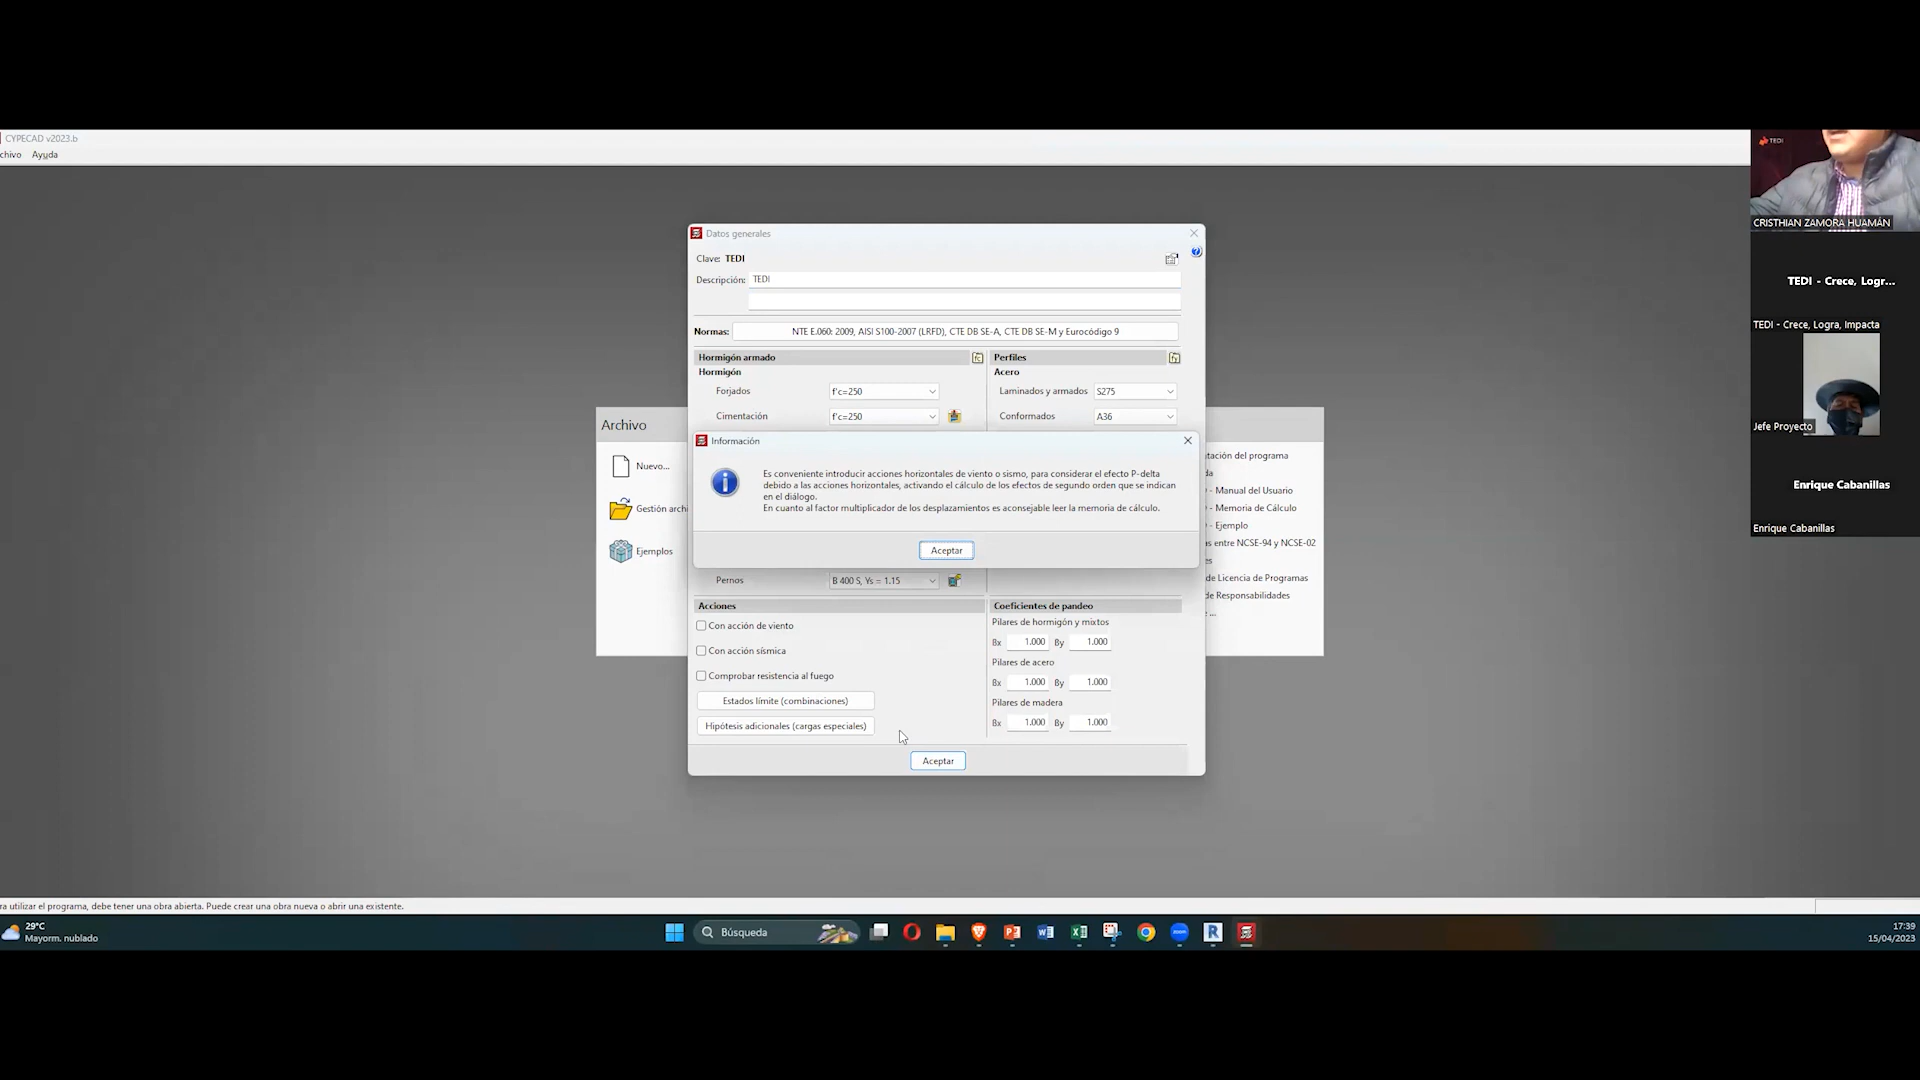 CYPECAD v2023.b
chivo Ayuda
TEDI
CRISTHIAN ZAMORA HUAMÁN
TEDI - Crece, Logr...
TEDI - Crece, Logra, Impacta
Jefe Proyecto
Enrique Cabanillas
Enrique Cabanillas
Datos generales
Clave: TEDI
Descripción: TEDI
Normas: NTE E.060: 2009, AISI S100-2007 (LRFD), CTE DB SE-A, CTE DB SE-M y Eurocódigo 9
Hormigón armado
Perfiles
Hormigón
Acero
Forjados f'c=250
Laminados y armados S275
Cimentación f'c=250
Conformados A36
Archivo
Nuevo...
Gestión archi
Ejemplos
Información
Es conveniente introducir acciones horizontales de viento o sismo, para considerar el efecto P-delta
debido a las acciones horizontales, activando el cálculo de los efectos de segundo orden que se indican
en el diálogo.
En cuanto al factor multiplicador de los desplazamientos es aconsejable leer la memoria de cálculo.
Aceptar
tación del programa
da
- Manual del Usuario
- Memoria de Cálculo
- Ejemplo
as entre NCSE-94 y NCSE-02
es
de Licencia de Programas
de Responsabilidades
...
Pernos B 400 S, Ys = 1.15
Acciones
Con acción de viento
Con acción sísmica
Comprobar resistencia al fuego
Estados límite (combinaciones)
Hipótesis adicionales (cargas especiales)
Coeficientes de pandeo
Pilares de hormigón y mixtos
Bx 1.000 By 1.000
Pilares de acero
Bx 1.000 By 1.000
Pilares de madera
Bx 1.000 By 1.000
Aceptar
ra utilizar el programa, debe tener una obra abierta. Puede crear una obra nueva o abrir una existente.
29°C
Mayorm. nublado
Búsqueda
17:39
15/04/2023